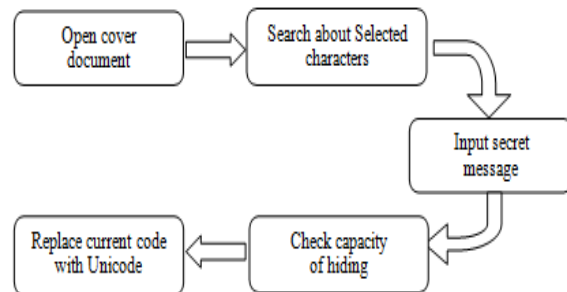 Open cover
document
Search about Selected
characters
Input secret
message
Check capacity
of hiding
Replace current code
with Unicode